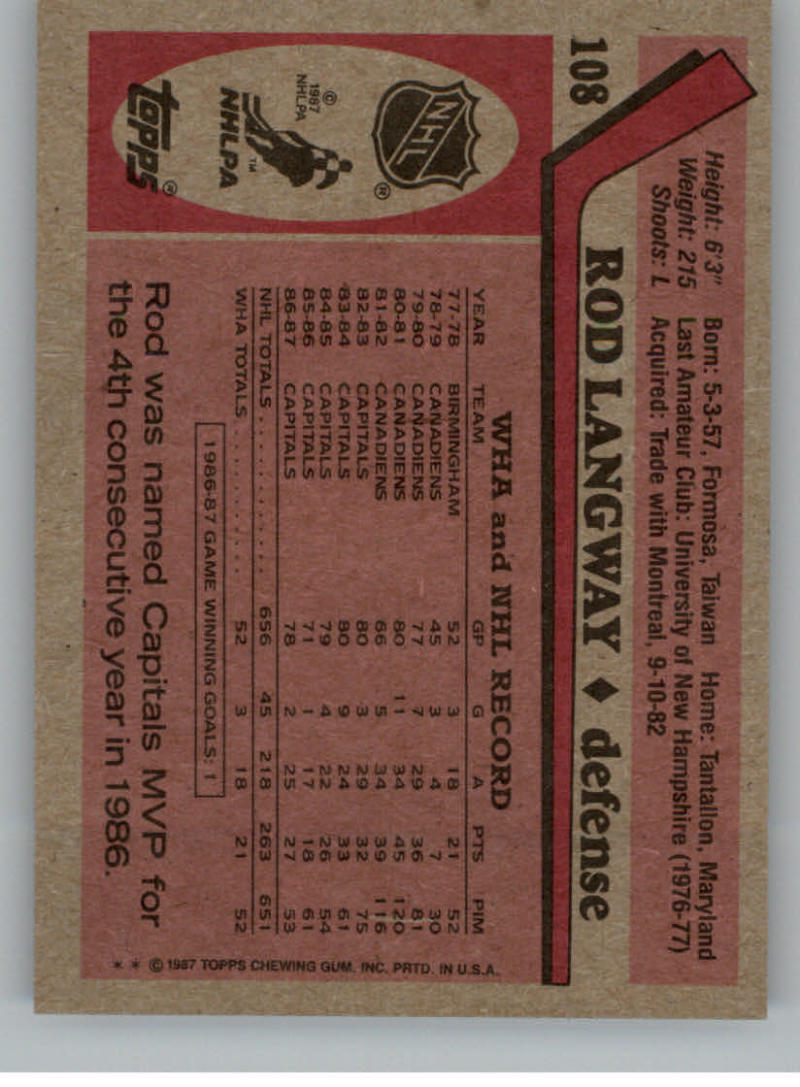 108
Height: 6'3" Born: 5-3-57, Formosa, Taiwan Home: Tantallon, Maryland
Weight: 215 Last Amateur Club: University of New Hampshire (1976-77)
Shoots: L Acquired: Trade with Montreal, 9-10-82
ROD LANGWAY ♦ defense
NHL ®
© 1987 NHLPA
NHLPA ™
TOPPS ®
WHA and NHL RECORD
YEAR TEAM GP G A PTS PIM
77-78 BIRMINGHAM 52 3 18 21 52
78-79 CANADIENS 45 3 4 7 30
79-80 CANADIENS 77 7 29 36 81
80-81 CANADIENS 80 11 34 45 120
81-82 CANADIENS 66 5 34 39 116
82-83 CAPITALS 80 3 29 32 75
83-84 CAPITALS 80 9 24 33 61
84-85 CAPITALS 79 4 22 26 54
85-86 CAPITALS 71 1 17 18 61
86-87 CAPITALS 78 2 25 27 53
NHL TOTALS . . . . . . . . . . . 656 45 218 263 651
WHA TOTALS . . . . . . . . . . . 52 3 18 21 52
1986-87 GAME WINNING GOALS: 1
Rod was named Capitals MVP for
the 4th consecutive year in 1986.
* * © 1987 TOPPS CHEWING GUM. INC. PRTD. IN U.S.A.